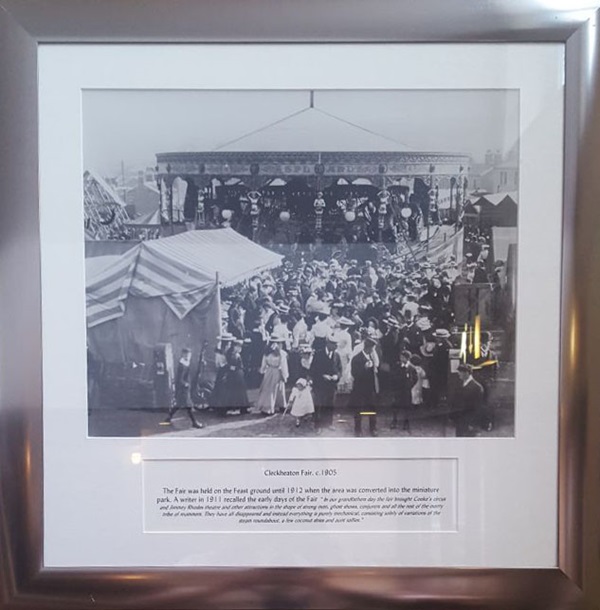 Cleckheaton Fair, c.1905
The Fair was held on the Feast ground until 1912 when the area was converted into the miniature
park. A writer in 1911 recalled the early days of the Fair "In our grandfathers day the fair brought Cooke's circus
and Jimmey Rhodes theatre and other attractions in the shape of strong men, ghost shows, conjurers and all the rest of the merry
tribe of mummers. They have all disappeared and instead everything is purely mechanical, consisting solely of variations of the
steam roundabout, a few coconut shies and aunt sallies."